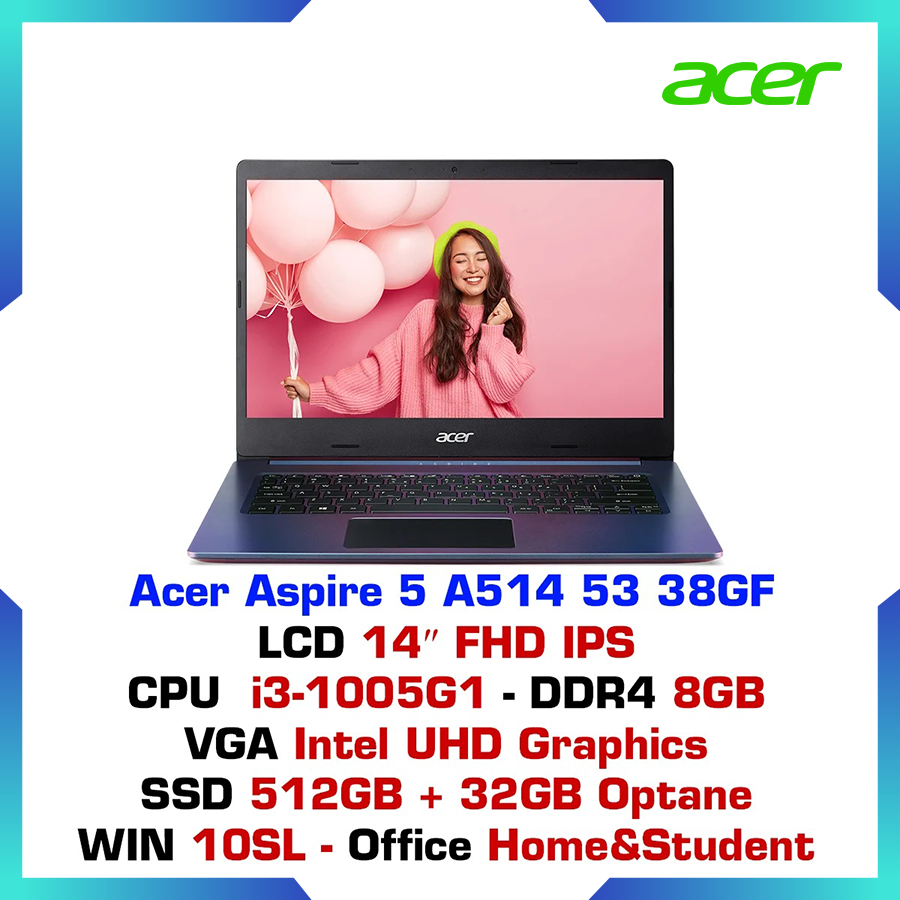 acer
acer
ASPIRE
Acer Aspire 5 A514 53 38GF
LCD 14″ FHD IPS
CPU i3-1005G1 - DDR4 8GB
VGA Intel UHD Graphics
SSD 512GB + 32GB Optane
WIN 10SL - Office Home&Student